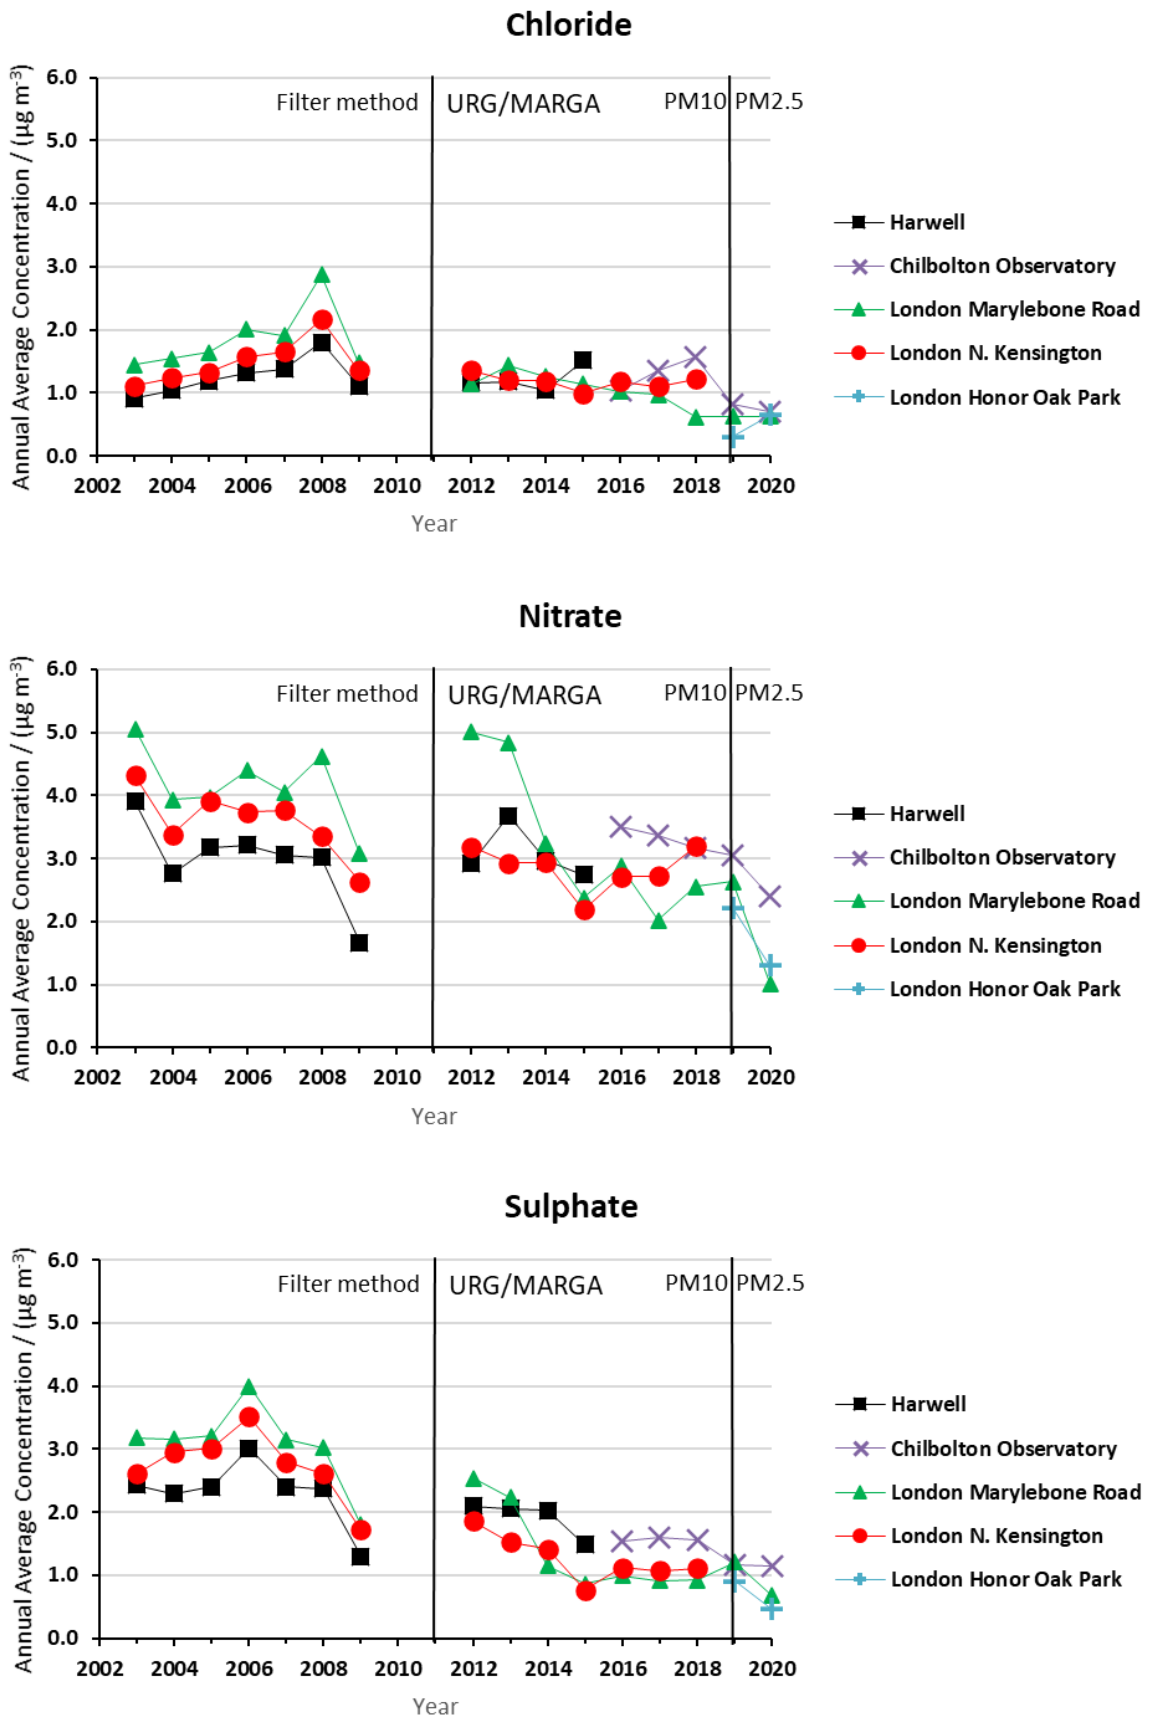 Chloride
Annual Average Concentration / (µg m-3)
6.0
5.0
4.0
3.0
2.0
1.0
0.0
Filter method
URG/MARGA
PM10
PM2.5
2002 2004 2006 2008 2010 2012 2014 2016 2018 2020
Year
Harwell
Chilbolton Observatory
London Marylebone Road
London N. Kensington
London Honor Oak Park
Nitrate
Annual Average Concentration / (µg m-3)
6.0
5.0
4.0
3.0
2.0
1.0
0.0
Filter method
URG/MARGA
PM10
PM2.5
2002 2004 2006 2008 2010 2012 2014 2016 2018 2020
Year
Harwell
Chilbolton Observatory
London Marylebone Road
London N. Kensington
London Honor Oak Park
Sulphate
Annual Average Concentration / (µg m-3)
6.0
5.0
4.0
3.0
2.0
1.0
0.0
Filter method
URG/MARGA
PM10
PM2.5
2002 2004 2006 2008 2010 2012 2014 2016 2018 2020
Year
Harwell
Chilbolton Observatory
London Marylebone Road
London N. Kensington
London Honor Oak Park